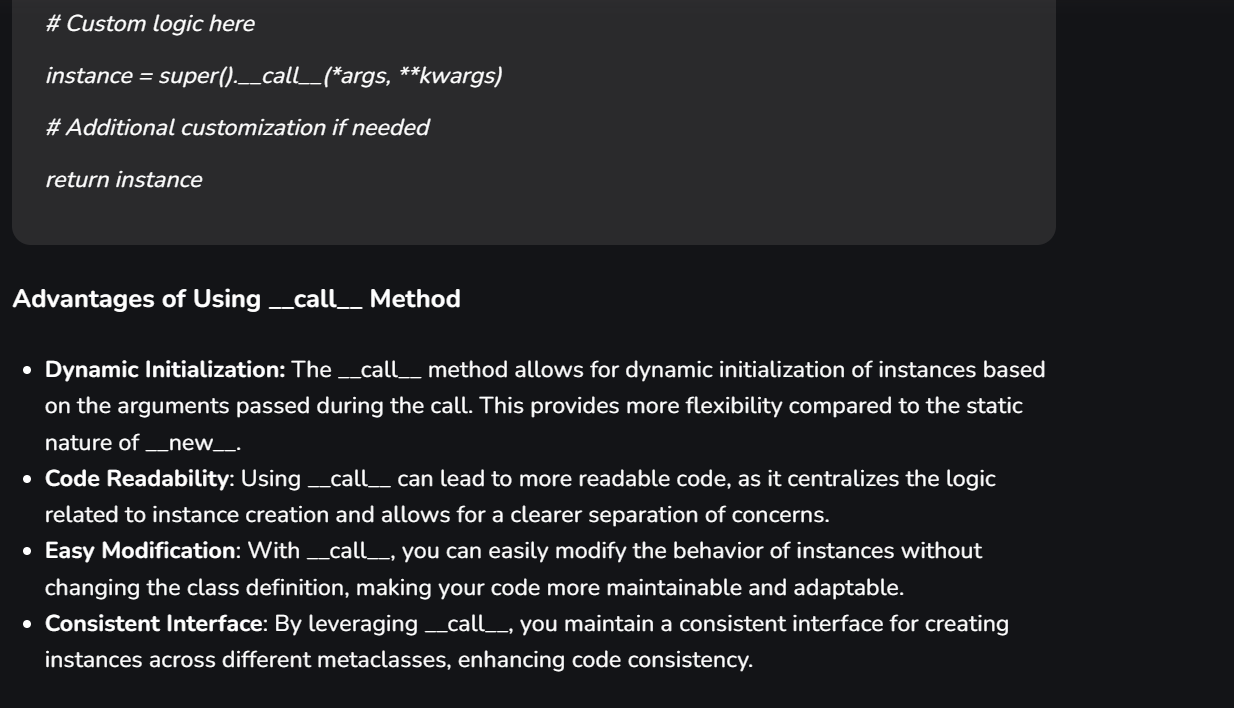 # Custom logic here
instance = super().__call__(*args, **kwargs)
# Additional customization if needed
return instance
Advantages of Using __call__ Method
• Dynamic Initialization: The __call__ method allows for dynamic initialization of instances based
on the arguments passed during the call. This provides more flexibility compared to the static
nature of __new__.
• Code Readability: Using __call__ can lead to more readable code, as it centralizes the logic
related to instance creation and allows for a clearer separation of concerns.
• Easy Modification: With __call__, you can easily modify the behavior of instances without
changing the class definition, making your code more maintainable and adaptable.
• Consistent Interface: By leveraging __call__, you maintain a consistent interface for creating
instances across different metaclasses, enhancing code consistency.